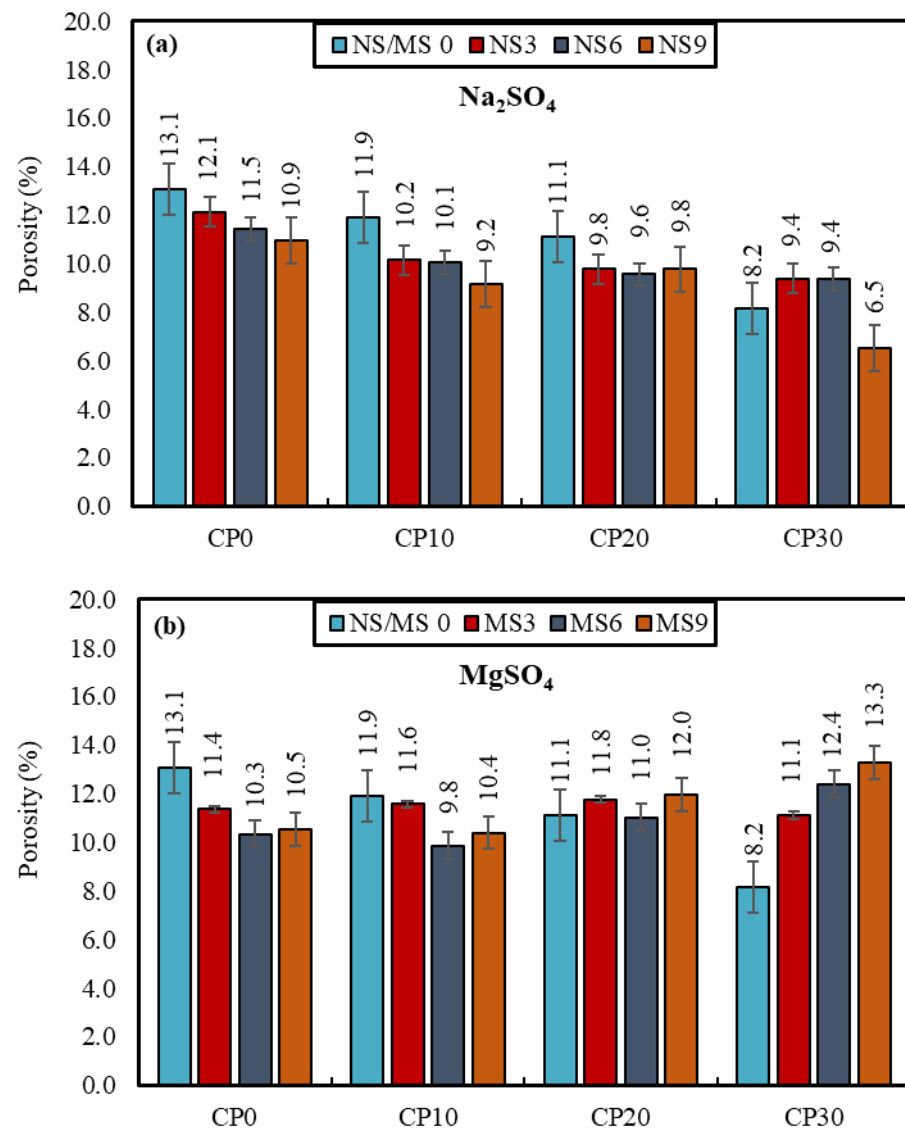 (a)
NS/MS 0 NS3 NS6 NS9
Na₂SO₄
Porosity (%)
20.0
18.0
16.0
14.0
12.0
10.0
8.0
6.0
4.0
2.0
0.0
13.1 12.1 11.5 10.9
11.9 10.2 10.1 9.2
11.1 9.8 9.6 9.8
8.2 9.4 9.4 6.5
CP0 CP10 CP20 CP30
(b)
NS/MS 0 MS3 MS6 MS9
MgSO₄
Porosity (%)
20.0
18.0
16.0
14.0
12.0
10.0
8.0
6.0
4.0
2.0
0.0
13.1 11.4 10.3 10.5
11.9 11.6 9.8 10.4
11.1 11.8 11.0 12.0
8.2 11.1 12.4 13.3
CP0 CP10 CP20 CP30